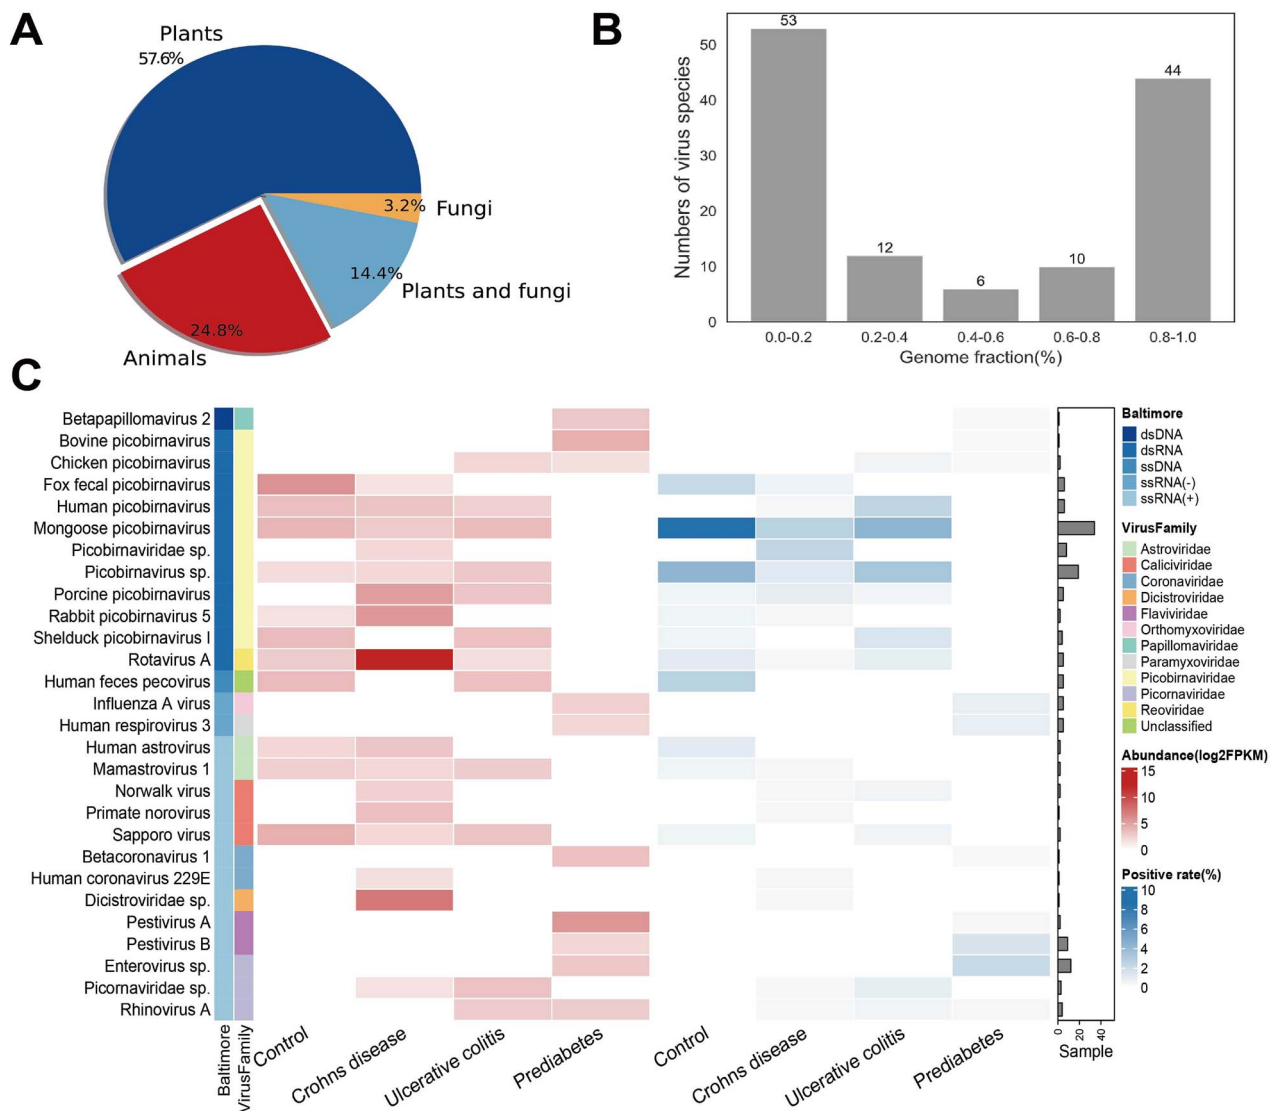 A
Plants
57.6%
3.2%
Fungi
14.4%
Plants and fungi
24.8%
Animals
B
Numbers of virus species
50
40
30
20
10
0
53
12
6
10
44
0.0-0.2
0.2-0.4
0.4-0.6
0.6-0.8
0.8-1.0
Genome fraction(%)
C
Betapapillomavirus 2
Bovine picobirnavirus
Chicken picobirnavirus
Fox fecal picobirnavirus
Human picobirnavirus
Mongoose picobirnavirus
Picobirnaviridae sp.
Picobirnavirus sp.
Porcine picobirnavirus
Rabbit picobirnavirus 5
Shelduck picobirnavirus I
Rotavirus A
Human feces pecovirus
Influenza A virus
Human respirovirus 3
Human astrovirus
Mamastrovirus 1
Norwalk virus
Primate norovirus
Sapporo virus
Betacoronavirus 1
Human coronavirus 229E
Dicistroviridae sp.
Pestivirus A
Pestivirus B
Enterovirus sp.
Picornaviridae sp.
Rhinovirus A
Baltimore
VirusFamily
Control
Crohns disease
Ulcerative colitis
Prediabetes
Control
Crohns disease
Ulcerative colitis
Prediabetes
0
20
40
Sample
Baltimore
dsDNA
dsRNA
ssDNA
ssRNA(-)
ssRNA(+)
VirusFamily
Astroviridae
Caliciviridae
Coronaviridae
Dicistroviridae
Flaviviridae
Orthomyxoviridae
Papillomaviridae
Paramyxoviridae
Picobirnaviridae
Picornaviridae
Reoviridae
Unclassified
Abundance(log2FPKM)
15
10
5
0
Positive rate(%)
10
8
6
4
2
0